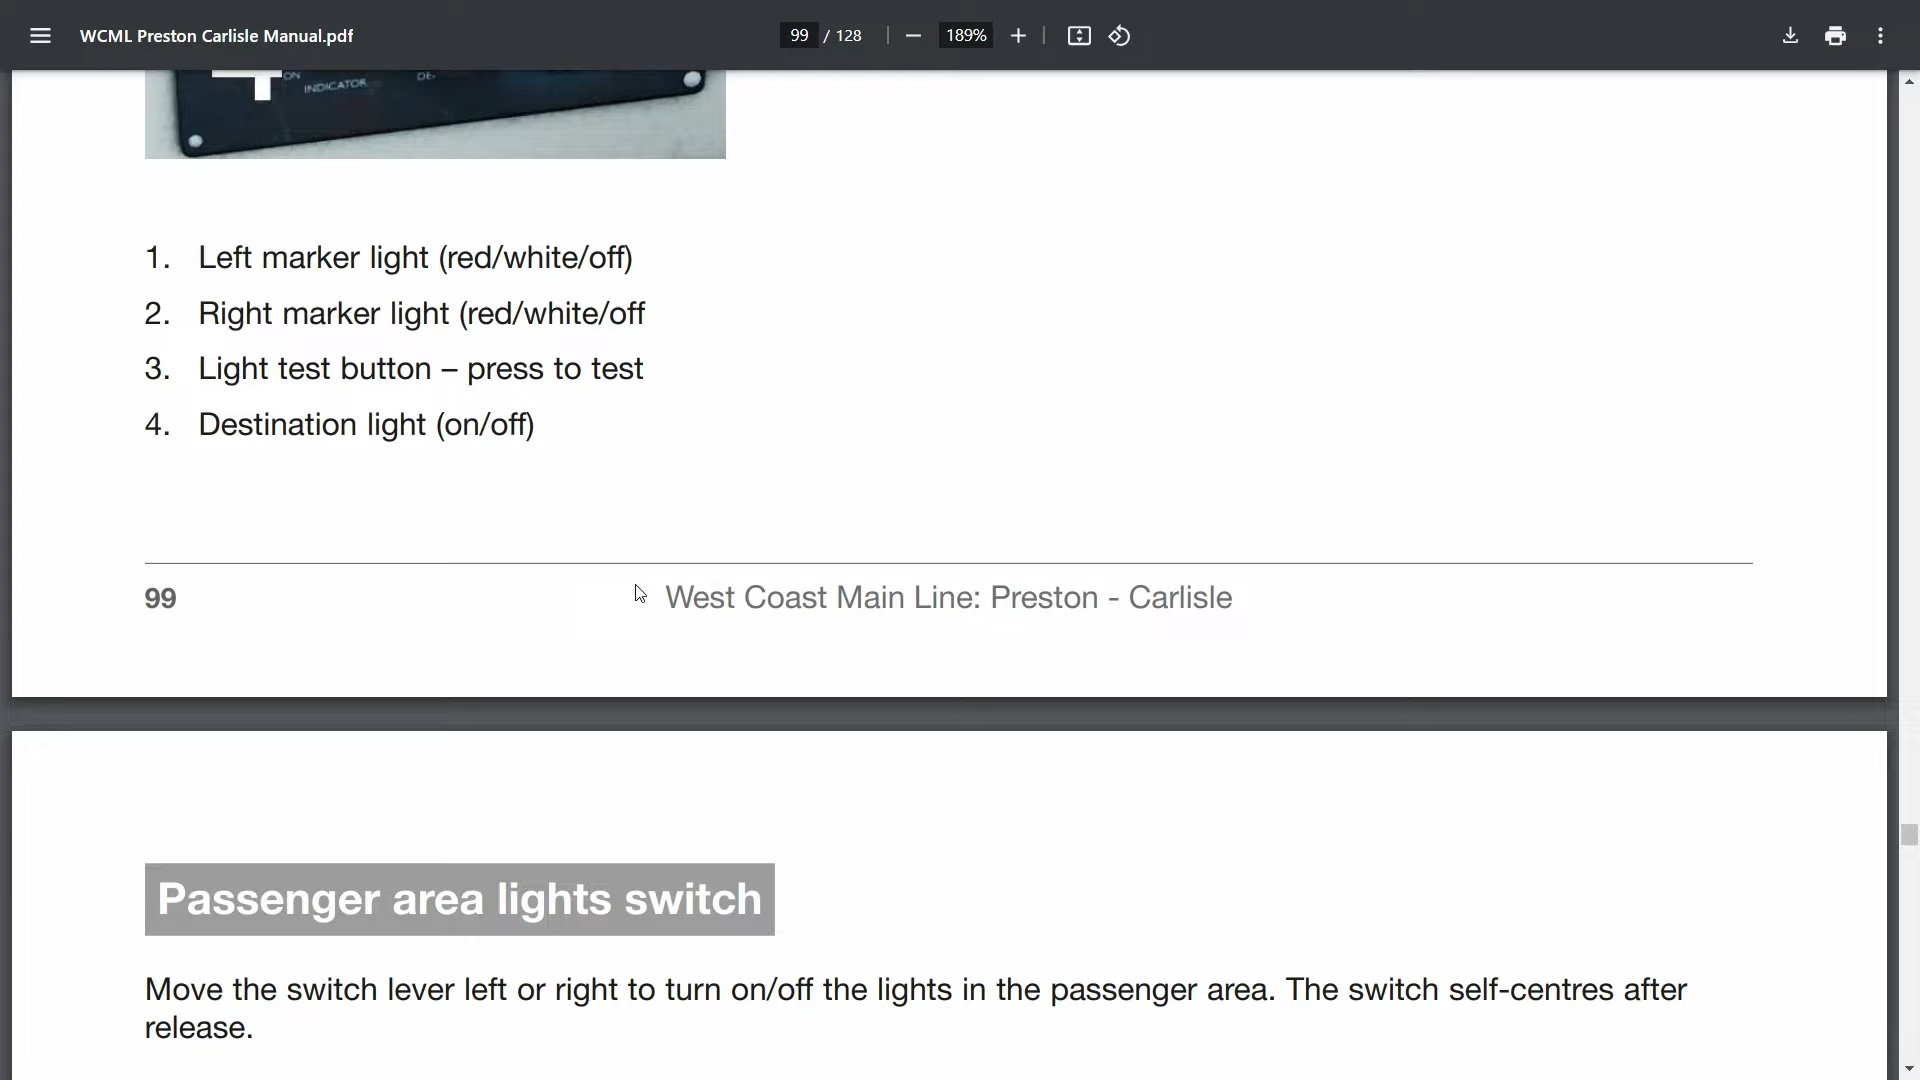 WCML Preston Carlisle Manual.pdf
99 / 128
189%
ON
INDICATOR
DE-
1. Left marker light (red/white/off)
2. Right marker light (red/white/off
3. Light test button – press to test
4. Destination light (on/off)
99
West Coast Main Line: Preston - Carlisle
Passenger area lights switch
Move the switch lever left or right to turn on/off the lights in the passenger area. The switch self-centres after
release.